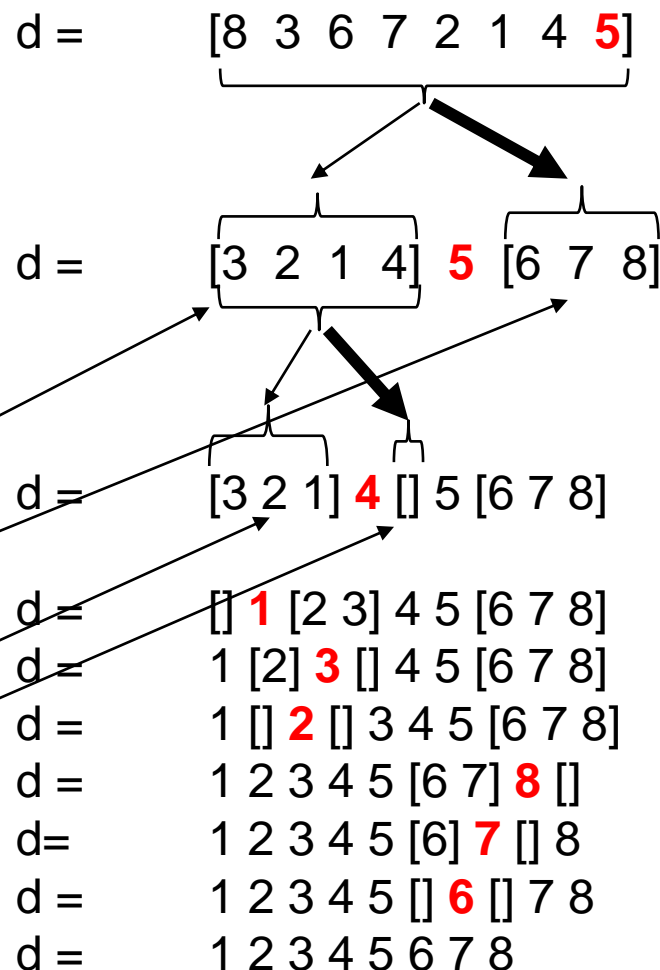 d = [8 3 6 7 2 1 4 5]
d = [3 2 1 4] 5 [6 7 8]
d = [3 2 1] 4 [] 5 [6 7 8]
d = [] 1 [2 3] 4 5 [6 7 8]
d = 1 [2] 3 [] 4 5 [6 7 8]
d = 1 [] 2 [] 3 4 5 [6 7 8]
d = 1 2 3 4 5 [6 7] 8 []
d= 1 2 3 4 5 [6] 7 [] 8
d = 1 2 3 4 5 [] 6 [] 7 8
d = 1 2 3 4 5 6 7 8